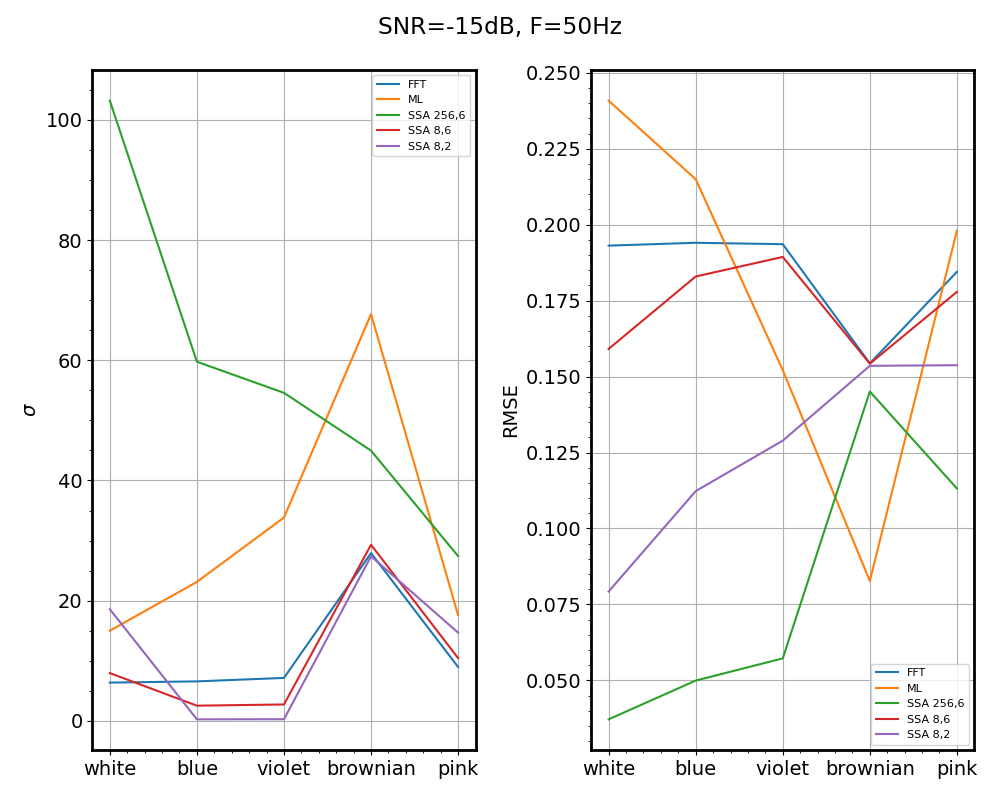 SNR=-15dB, F=50Hz
σ
100
80
60
40
20
0
white blue violet brownian pink
FFT
ML
SSA 256,6
SSA 8,6
SSA 8,2
RMSE
0.250
0.225
0.200
0.175
0.150
0.125
0.100
0.075
0.050
white blue violet brownian pink
FFT
ML
SSA 256,6
SSA 8,6
SSA 8,2